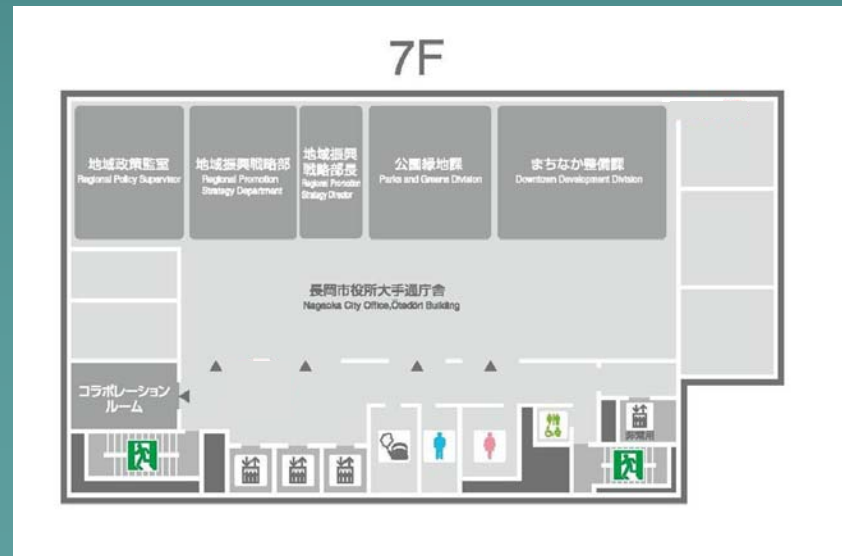 7F
地域政策監室
Regional Policy Supervisor
地域振興戦略部
Regional Promotion
Strategy Department
地域振興
戦略部長
Regional Promotion
Strategy Director
公園緑地課
Parks and Greens Division
まちなか整備課
Downtown Development Division
長岡市役所大手通庁舎
Nagaoka City Office,Ōtedōri Building
コラボレーション
ルーム
非常用